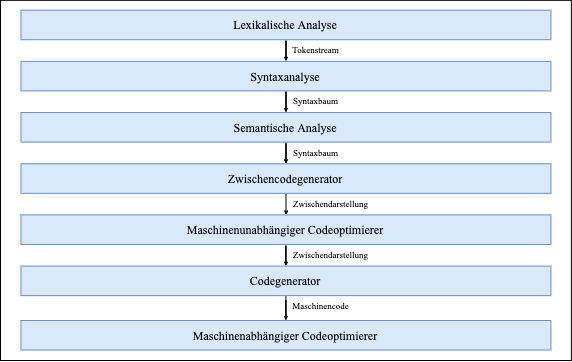 Lexikalische Analyse
Tokenstream
Syntaxanalyse
Syntaxbaum
Semantische Analyse
Syntaxbaum
Zwischencodegenerator
Zwischendarstellung
Maschinenunabhängiger Codeoptimierer
Zwischendarstellung
Codegenerator
Maschinencode
Maschinenabhängiger Codeoptimierer